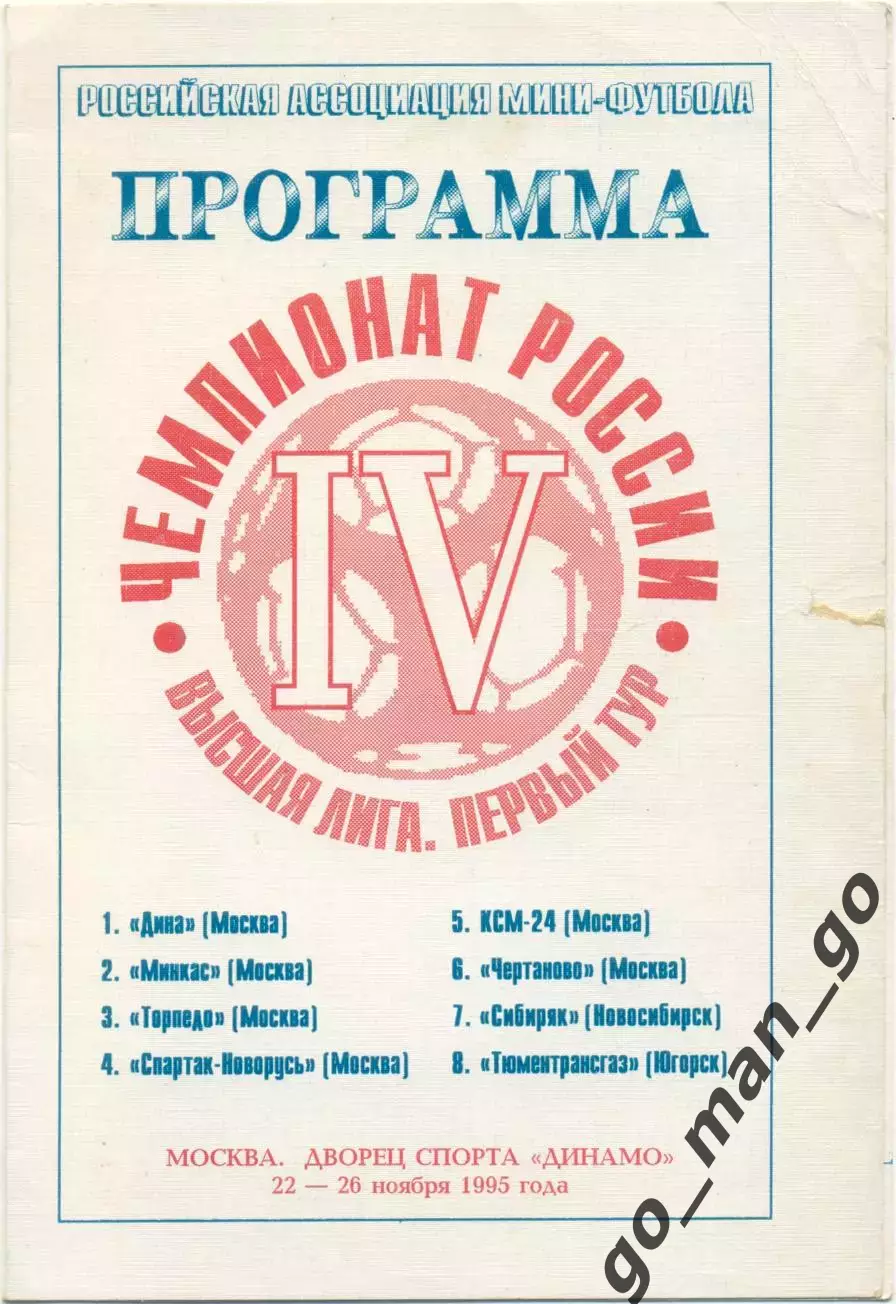 РОССИЙСКАЯ АССОЦИАЦИЯ МИНИ-ФУТБОЛА
ПРОГРАММА
ЧЕМПИОНАТ РОССИИ
IV
ВЫСШАЯ ЛИГА. ПЕРВЫЙ ТУР
1. «Дина» (Москва)
2. «Минкас» (Москва)
3. «Торпедо» (Москва)
4. «Спартак-Новорусь» (Москва)
5. КСМ-24 (Москва)
6. «Чертаново» (Москва)
7. «Сибиряк» (Новосибирск)
8. «Тюментрансгаз» (Югорск)
МОСКВА. ДВОРЕЦ СПОРТА «ДИНАМО»
22 — 26 ноября 1995 года
go_man_go